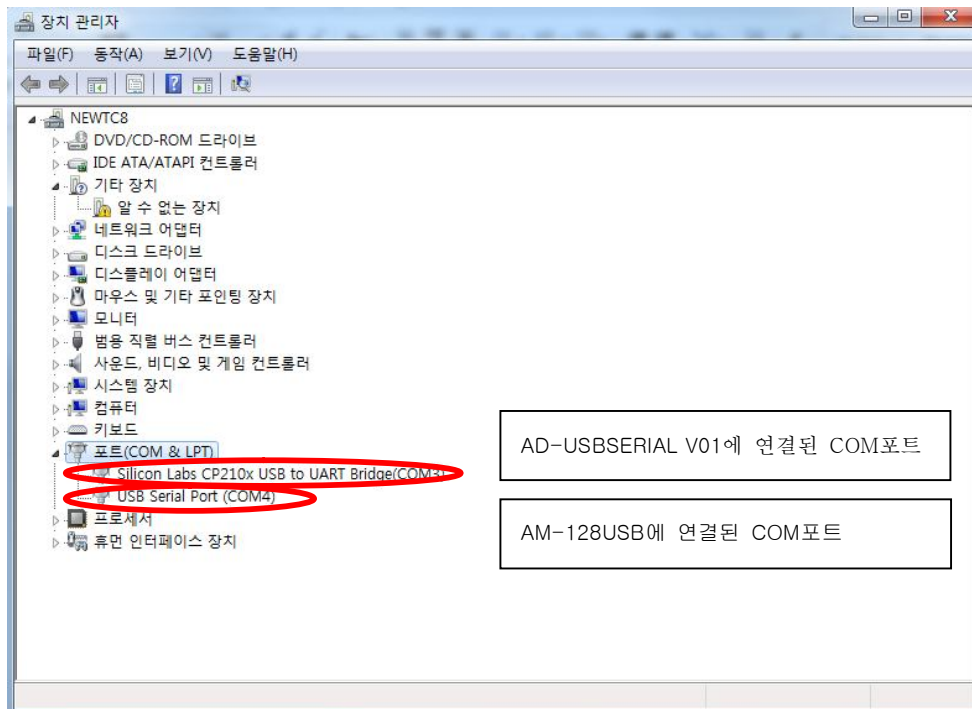 장치 관리자
파일(F) 동작(A) 보기(V) 도움말(H)
NEWTC8
DVD/CD-ROM 드라이브
IDE ATA/ATAPI 컨트롤러
기타 장치
알 수 없는 장치
네트워크 어댑터
디스크 드라이브
디스플레이 어댑터
마우스 및 기타 포인팅 장치
모니터
범용 직렬 버스 컨트롤러
사운드, 비디오 및 게임 컨트롤러
시스템 장치
컴퓨터
키보드
포트(COM & LPT)
Silicon Labs CP210x USB to UART Bridge(COM3)
USB Serial Port (COM4)
프로세서
휴먼 인터페이스 장치
AD-USBSERIAL V01에 연결된 COM포트
AM-128USB에 연결된 COM포트